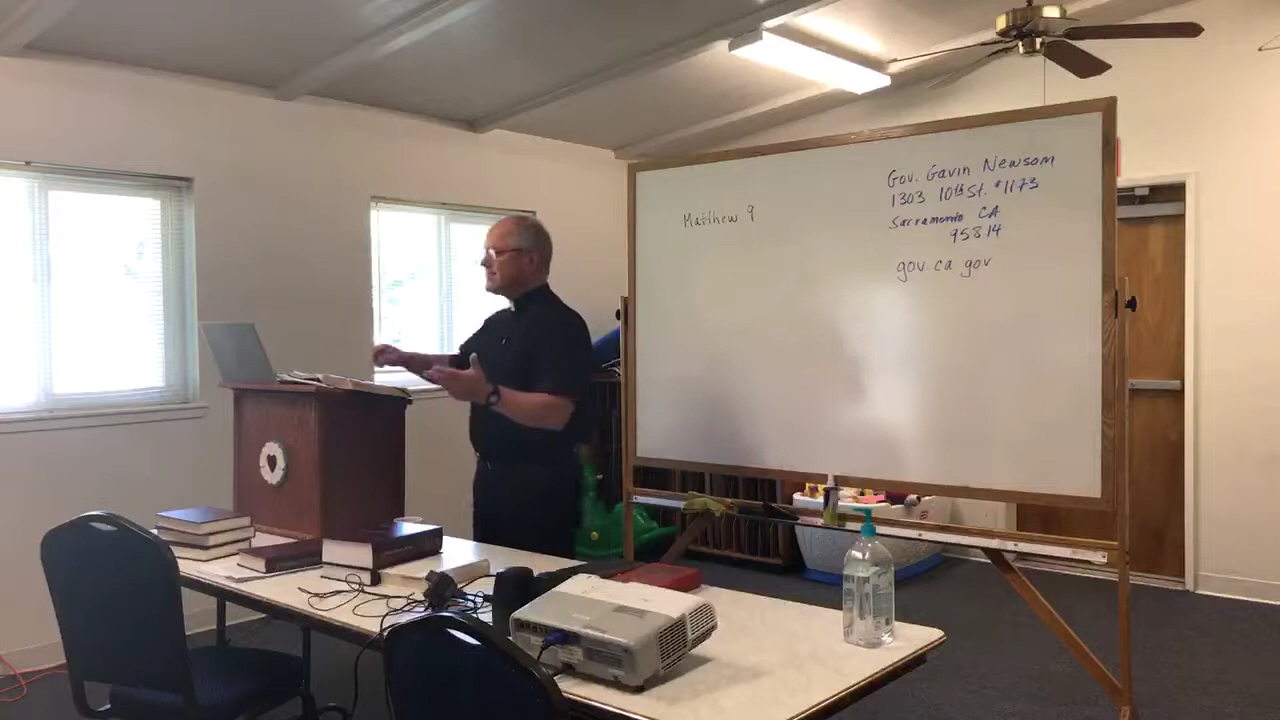 Matthew 9
Gov. Gavin Newsom
1303 10th St. #1173
Sacramento CA
95814
gov.ca gov